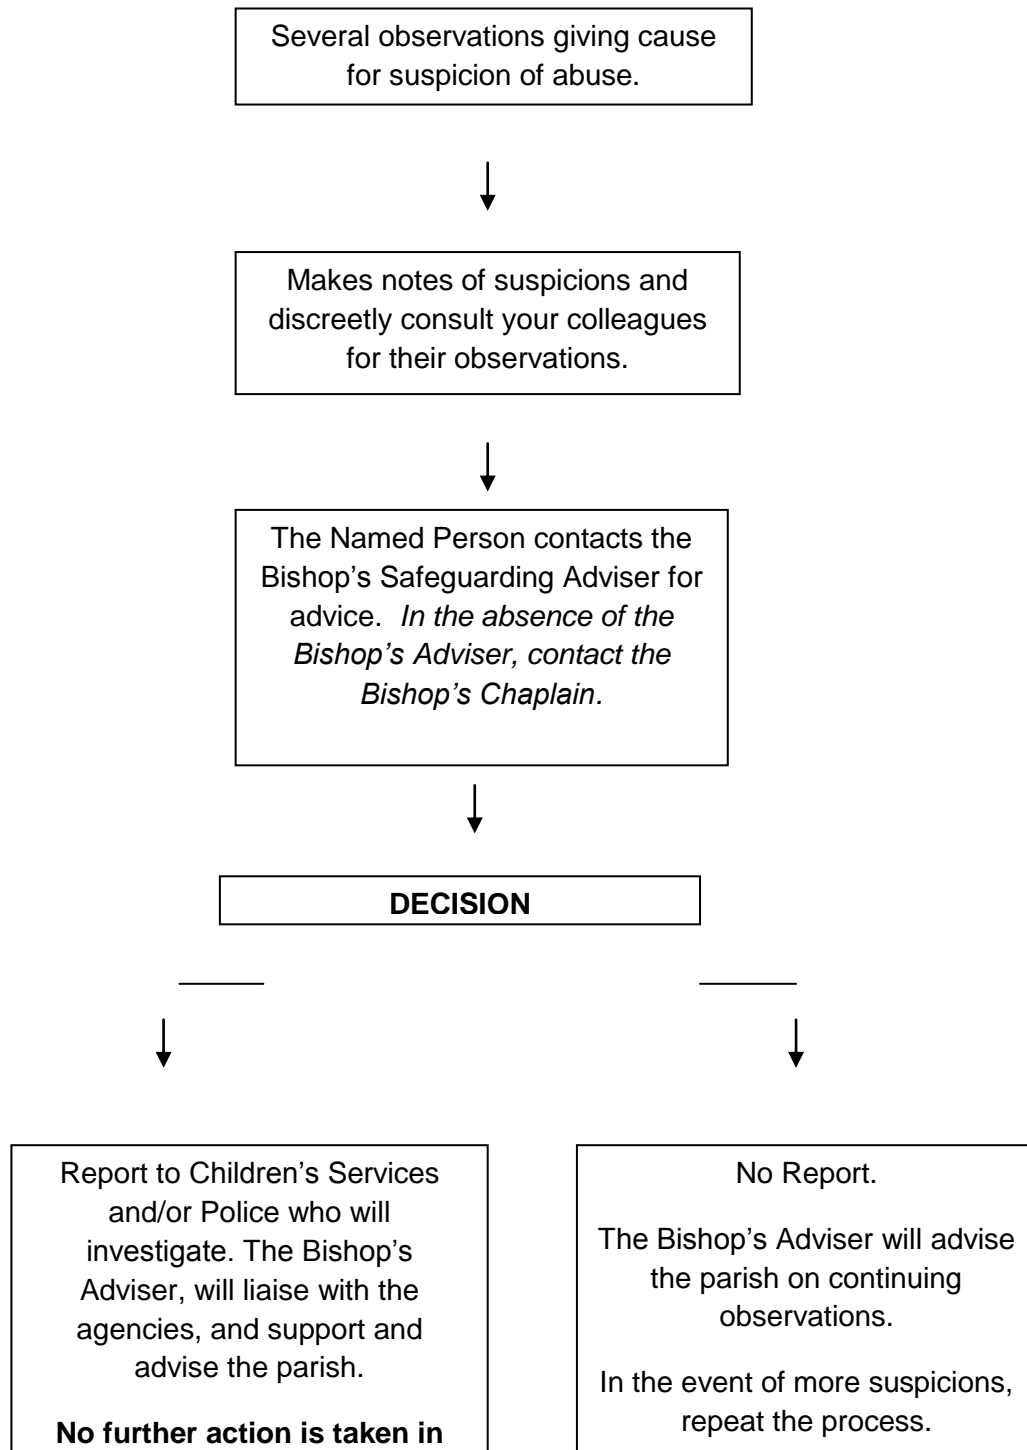 Several observations giving cause
for suspicion of abuse.
Makes notes of suspicions and
discreetly consult your colleagues
for their observations.
The Named Person contacts the
Bishop’s Safeguarding Adviser for
advice.  In the absence of the
Bishop’s Adviser, contact the
Bishop’s Chaplain.
DECISION
Report to Children’s Services
and/or Police who will
investigate. The Bishop’s
Adviser, will liaise with the
agencies, and support and
advise the parish.
No further action is taken in
No Report.
The Bishop’s Adviser will advise
the parish on continuing
observations.
In the event of more suspicions,
repeat the process.